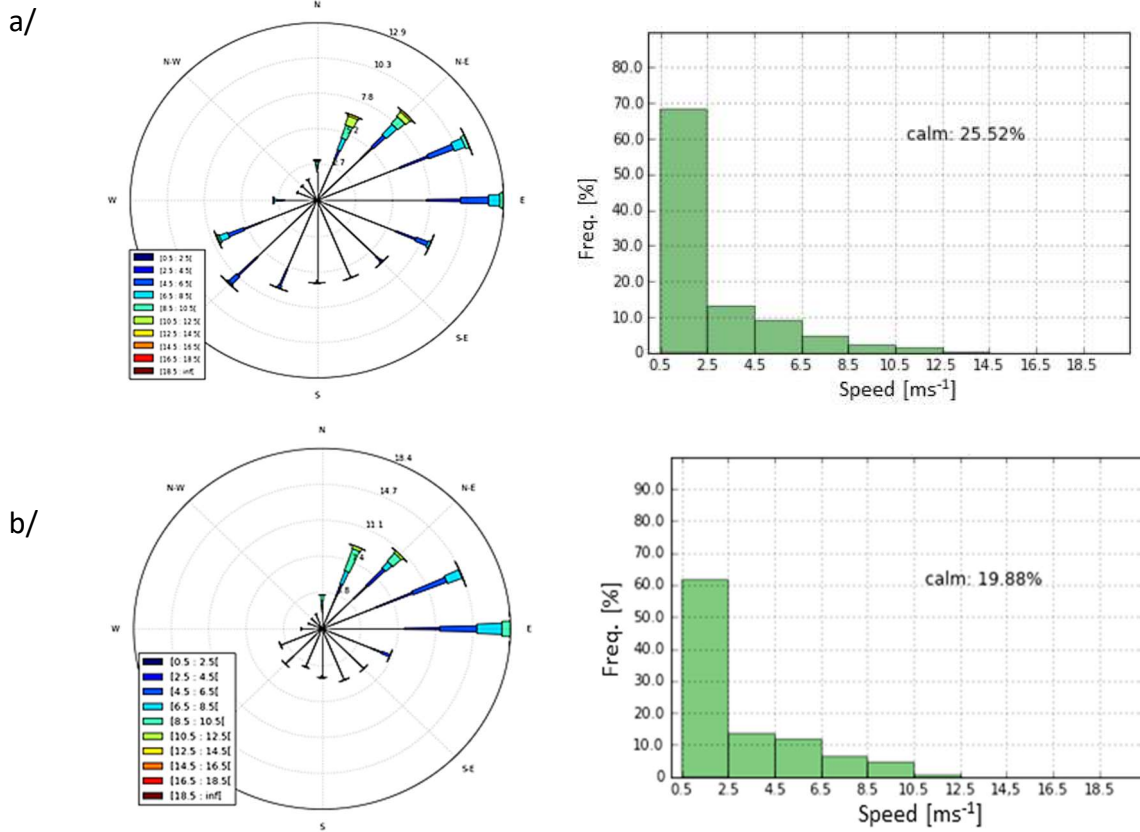 a/
N
N-E
E
S-E
S
W
N-W
12.9
10.3
7.8
[0.5 : 2.5[
[2.5 : 4.5[
[4.5 : 6.5[
[6.5 : 8.5[
[8.5 : 10.5[
[10.5 : 12.5[
[12.5 : 14.5[
[14.5 : 16.5[
[16.5 : 18.5[
[18.5 : inf[
Freq. [%]
80.0
70.0
60.0
50.0
40.0
30.0
20.0
10.0
0
calm: 25.52%
0.5 2.5 4.5 6.5 8.5 10.5 12.5 14.5 16.5 18.5
Speed [ms⁻¹]
b/
N
N-E
E
S-E
S
W
N-W
18.4
14.7
11.1
[0.5 : 2.5[
[2.5 : 4.5[
[4.5 : 6.5[
[6.5 : 8.5[
[8.5 : 10.5[
[10.5 : 12.5[
[12.5 : 14.5[
[14.5 : 16.5[
[16.5 : 18.5[
[18.5 : inf[
Freq. [%]
90.0
80.0
70.0
60.0
50.0
40.0
30.0
20.0
10.0
0
calm: 19.88%
0.5 2.5 4.5 6.5 8.5 10.5 12.5 14.5 16.5 18.5
Speed [ms⁻¹]